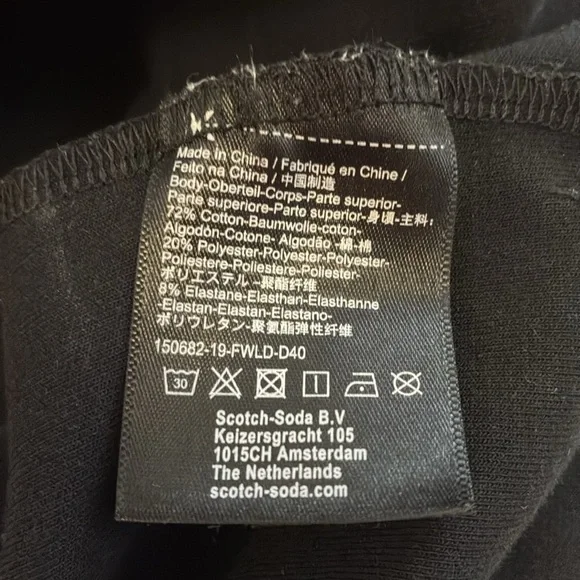 Made in China / Fabriqué en Chine /
Feito na China / 中国制造
Body-Oberteil-Corps-Parte superior-
Parte superiore-Parte superior-身頃-主料:
72% Cotton-Baumwolle-coton-
Algodón-Cotone- Algodão -綿-棉
20% Polyester-Polyester-Polyester-
Poliestere-Poliestere-Poliester-
ポリエステル-聚酯纤维
8% Elastane-Elasthan-Elasthanne
-Elastan-Elastan-Elastano-
ポリウレタン-聚氨酯弹性纤维
150682-19-FWLD-D40
30
Scotch-Soda B.V
Keizersgracht 105
1015CH Amsterdam
The Netherlands
scotch-soda.com